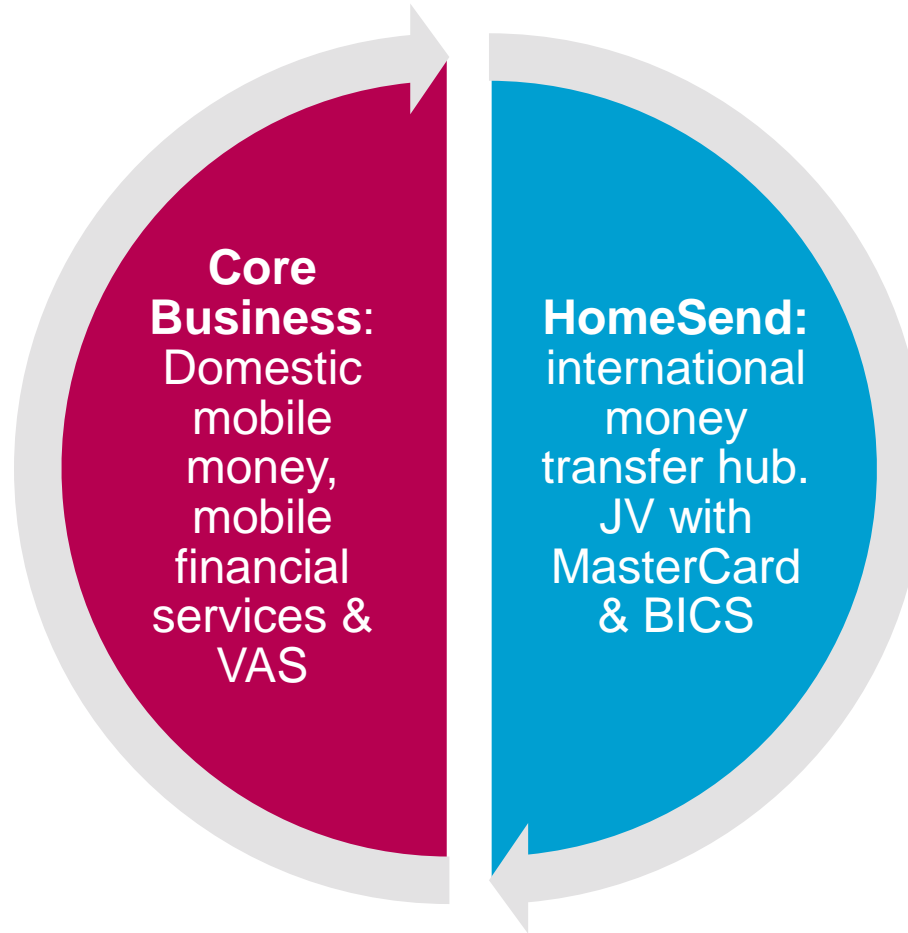 Core
Business:
Domestic
mobile
money,
mobile
financial
services &
VAS
HomeSend:
international
money
transfer hub.
JV with
MasterCard
& BICS